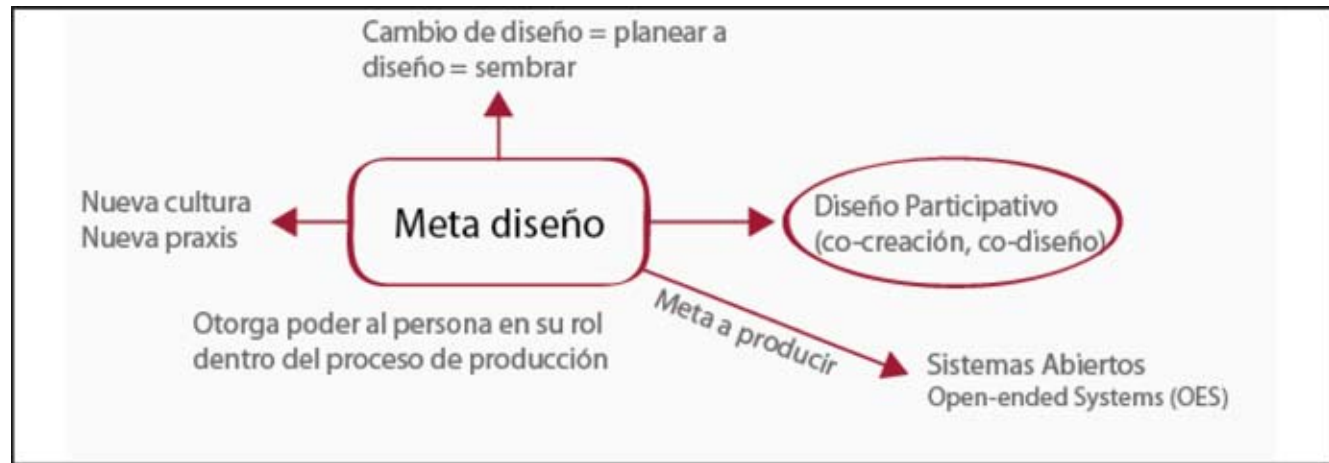 Cambio de diseño = planear a
diseño = sembrar
Nueva cultura
Nueva praxis
Meta diseño
Diseño Participativo
(co-creación, co-diseño)
Otorga poder al persona en su rol
dentro del proceso de producción
Meta a producir
Sistemas Abiertos
Open-ended Systems (OES)